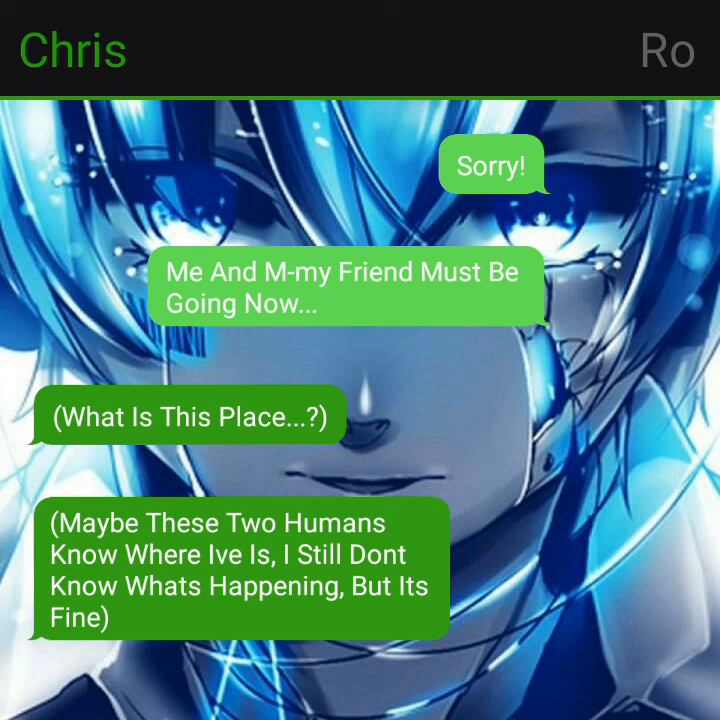 Chris
Ro
Sorry!
Me And M-my Friend Must Be
Going Now...
(What Is This Place...?)
(Maybe These Two Humans
Know Where Ive Is, I Still Dont
Know Whats Happening, But Its
Fine)